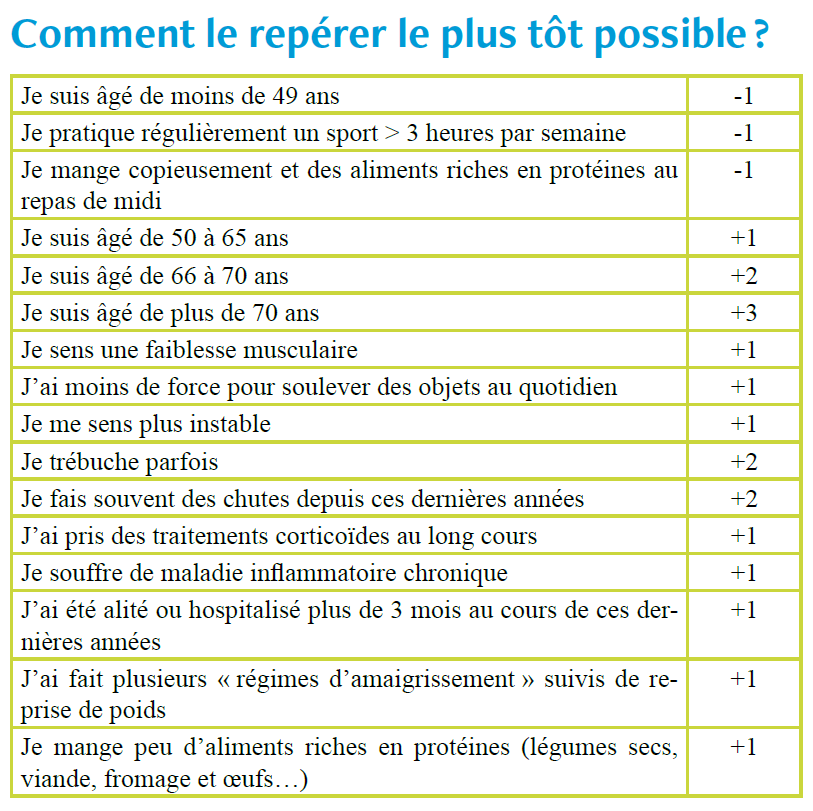 Comment le repérer le plus tôt possible ?
Je suis âgé de moins de 49 ans -1
Je pratique régulièrement un sport > 3 heures par semaine -1
Je mange copieusement et des aliments riches en protéines au -1
repas de midi
Je suis âgé de 50 à 65 ans +1
Je suis âgé de 66 à 70 ans +2
Je suis âgé de plus de 70 ans +3
Je sens une faiblesse musculaire +1
J’ai moins de force pour soulever des objets au quotidien +1
Je me sens plus instable +1
Je trébuche parfois +2
Je fais souvent des chutes depuis ces dernières années +2
J’ai pris des traitements corticoïdes au long cours +1
Je souffre de maladie inflammatoire chronique +1
J’ai été alité ou hospitalisé plus de 3 mois au cours de ces der- +1
nières années
J’ai fait plusieurs « régimes d’amaigrissement » suivis de re- +1
prise de poids
Je mange peu d’aliments riches en protéines (légumes secs, +1
viande, fromage et œufs…)